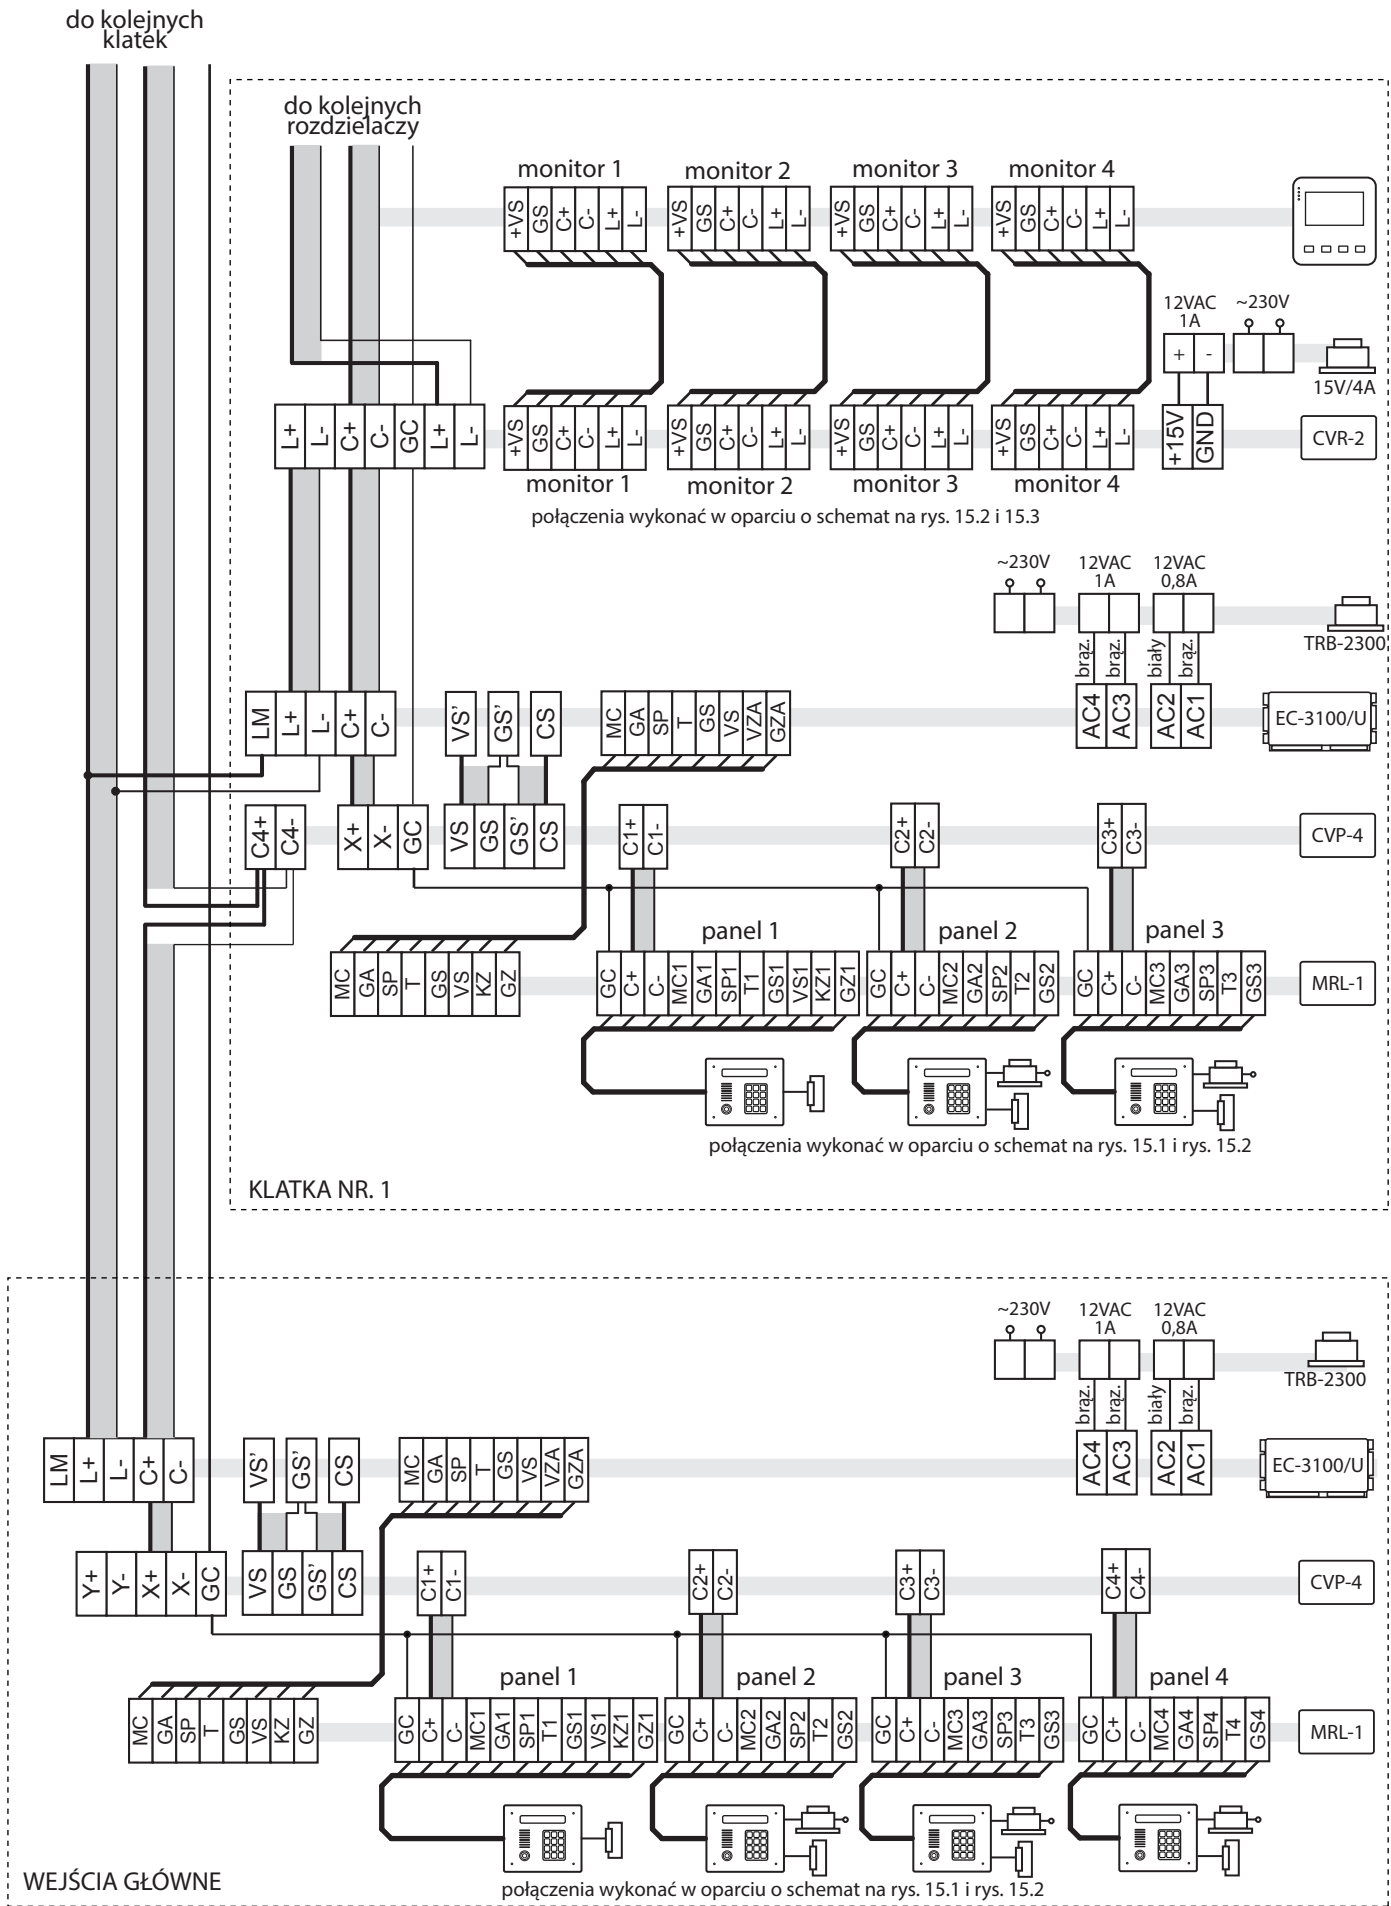 do kolejnych
klatek
do kolejnych
rozdzielaczy
monitor 1 monitor 2 monitor 3 monitor 4
+VS GS C+ C- L+ L- +VS GS C+ C- L+ L- +VS GS C+ C- L+ L- +VS GS C+ C- L+ L-
12VAC ~230V
1A
+ -
15V/4A
L+ L- C+ C- GC L+ L- +VS GS C+ C- L+ L- +VS GS C+ C- L+ L- +VS GS C+ C- L+ L- +VS GS C+ C- L+ L- +15V GND CVR-2
monitor 1 monitor 2 monitor 3 monitor 4
połączenia wykonać w oparciu o schemat na rys. 15.2 i 15.3
~230V 12VAC 12VAC
1A 0,8A
TRB-2300
brąz. brąz. biały brąz.
LM L+ L- C+ C- VS' GS' CS MC GA SP T GS VS VZA GZA AC4 AC3 AC2 AC1 EC-3100/U
C4+ C4- X+ X- GC VS GS GS' CS C1+ C1- C2+ C2- C3+ C3- CVP-4
panel 1 panel 2 panel 3
MC GA SP T GS VS KZ GZ GC C+ C- MC1 GA1 SP1 T1 GS1 VS1 KZ1 GZ1 GC C+ C- MC2 GA2 SP2 T2 GS2 GC C+ C- MC3 GA3 SP3 T3 GS3 MRL-1
połączenia wykonać w oparciu o schemat na rys. 15.1 i rys. 15.2
KLATKA NR. 1
~230V 12VAC 12VAC
1A 0,8A
TRB-2300
brąz. brąz. biały brąz.
LM L+ L- C+ C- VS' GS' CS MC GA SP T GS VS VZA GZA AC4 AC3 AC2 AC1 EC-3100/U
Y+ Y- X+ X- GC VS GS GS' CS C1+ C1- C2+ C2- C3+ C3- C4+ C4- CVP-4
panel 1 panel 2 panel 3 panel 4
MC GA SP T GS VS KZ GZ GC C+ C- MC1 GA1 SP1 T1 GS1 VS1 KZ1 GZ1 GC C+ C- MC2 GA2 SP2 T2 GS2 GC C+ C- MC3 GA3 SP3 T3 GS3 GC C+ C- MC4 GA4 SP4 T4 GS4 MRL-1
WEJŚCIA GŁÓWNE
połączenia wykonać w oparciu o schemat na rys. 15.1 i rys. 15.2